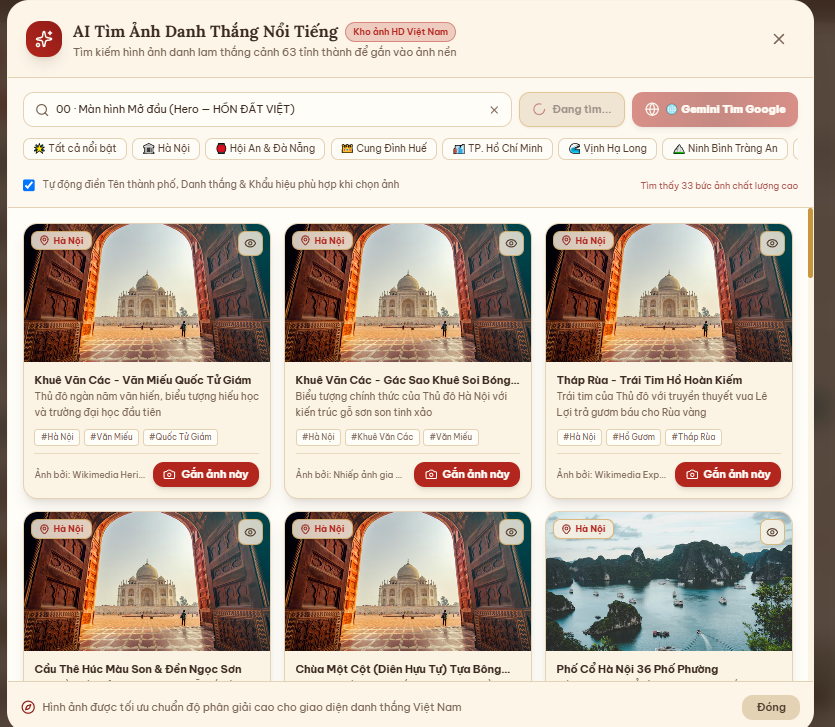 AI Tìm Ảnh Danh Thắng Nổi Tiếng
Kho ảnh HD Việt Nam
Tìm kiếm hình ảnh danh lam thắng cảnh 63 tỉnh thành để gắn vào ảnh nền
00 · Màn hình Mở đầu (Hero — HỒN ĐẤT VIỆT)
Đang tìm...
Gemini Tìm Google
Tất cả nổi bật
Hà Nội
Hội An & Đà Nẵng
Cung Đình Huế
TP. Hồ Chí Minh
Vịnh Hạ Long
Ninh Bình Tràng An
Tự động điền Tên thành phố, Danh thắng & Khẩu hiệu phù hợp khi chọn ảnh
Tìm thấy 33 bức ảnh chất lượng cao
Hà Nội
Hà Nội
Hà Nội
Khuê Văn Các - Văn Miếu Quốc Tử Giám
Thủ đô ngàn năm văn hiến, biểu tượng hiếu học
và trường đại học đầu tiên
#Hà Nội
#Văn Miếu
#Quốc Tử Giám
Ảnh bởi: Wikimedia Heri...
Gắn ảnh này
Khuê Văn Các - Gác Sao Khuê Soi Bóng...
Biểu tượng chính thức của Thủ đô Hà Nội với
kiến trúc gỗ sơn son tinh xảo
#Hà Nội
#Khuê Văn Các
#Văn Miếu
Ảnh bởi: Nhiếp ảnh gia ...
Gắn ảnh này
Tháp Rùa - Trái Tim Hồ Hoàn Kiếm
Trái tim của Thủ đô với truyền thuyết vua Lê
Lợi trả gươm báu cho Rùa vàng
#Hà Nội
#Hồ Gươm
#Tháp Rùa
Ảnh bởi: Wikimedia Exp...
Gắn ảnh này
Hà Nội
Hà Nội
Hà Nội
Cầu Thê Húc Màu Son & Đền Ngọc Sơn
Chùa Một Cột (Diên Hựu Tự) Tựa Bông...
Phố Cổ Hà Nội 36 Phố Phường
Hình ảnh được tối ưu chuẩn độ phân giải cao cho giao diện danh thắng Việt Nam
Đóng